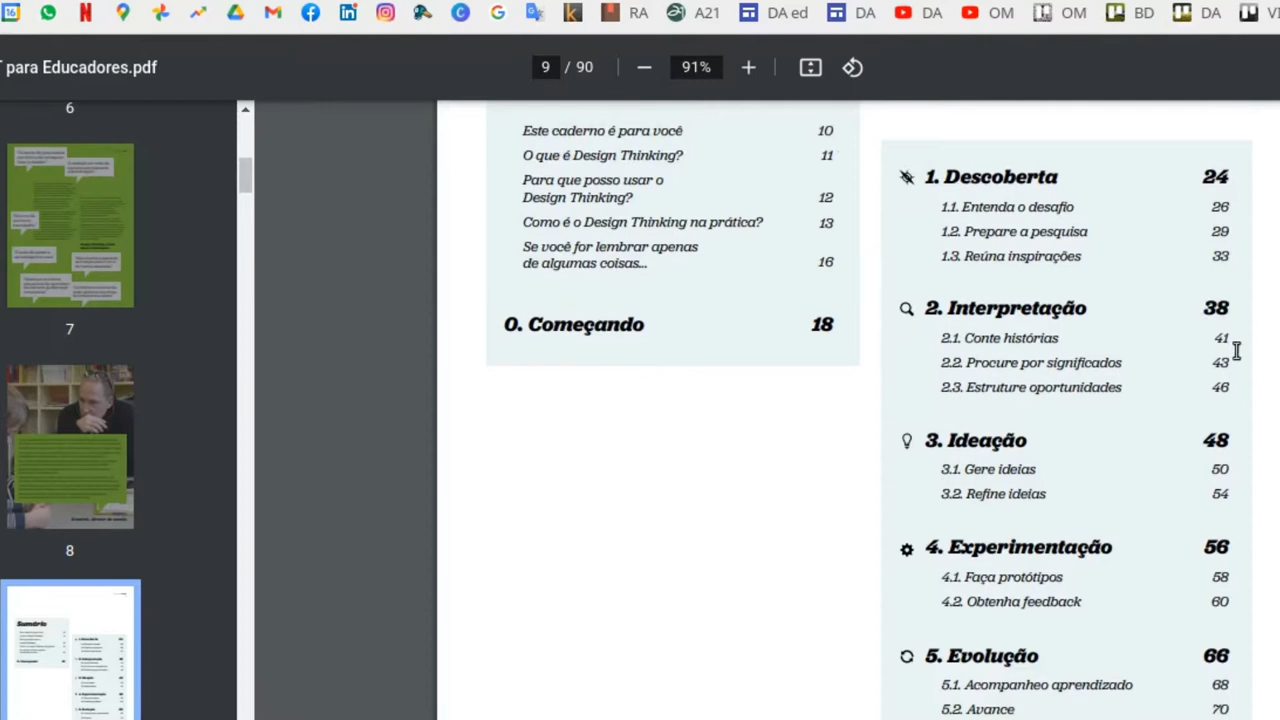 RA
A21
DA ed
DA
DA
OM
OM
BD
DA
para Educadores.pdf
9 / 90
91%
6
7
8
Sumário
Este caderno é para você 10
O que é Design Thinking? 11
Para que posso usar o
Design Thinking? 12
Como é o Design Thinking na prática? 13
Se você for lembrar apenas
de algumas coisas... 16
0. Começando 18
1. Descoberta 24
1.1. Entenda o desafio 26
1.2. Prepare a pesquisa 29
1.3. Reúna inspirações 33
2. Interpretação 38
2.1. Conte histórias 41
2.2. Procure por significados 43
2.3. Estruture oportunidades 46
3. Ideação 48
3.1. Gere ideias 50
3.2. Refine ideias 54
4. Experimentação 56
4.1. Faça protótipos 58
4.2. Obtenha feedback 60
5. Evolução 66
5.1. Acompanheo aprendizado 68
5.2. Avance 70